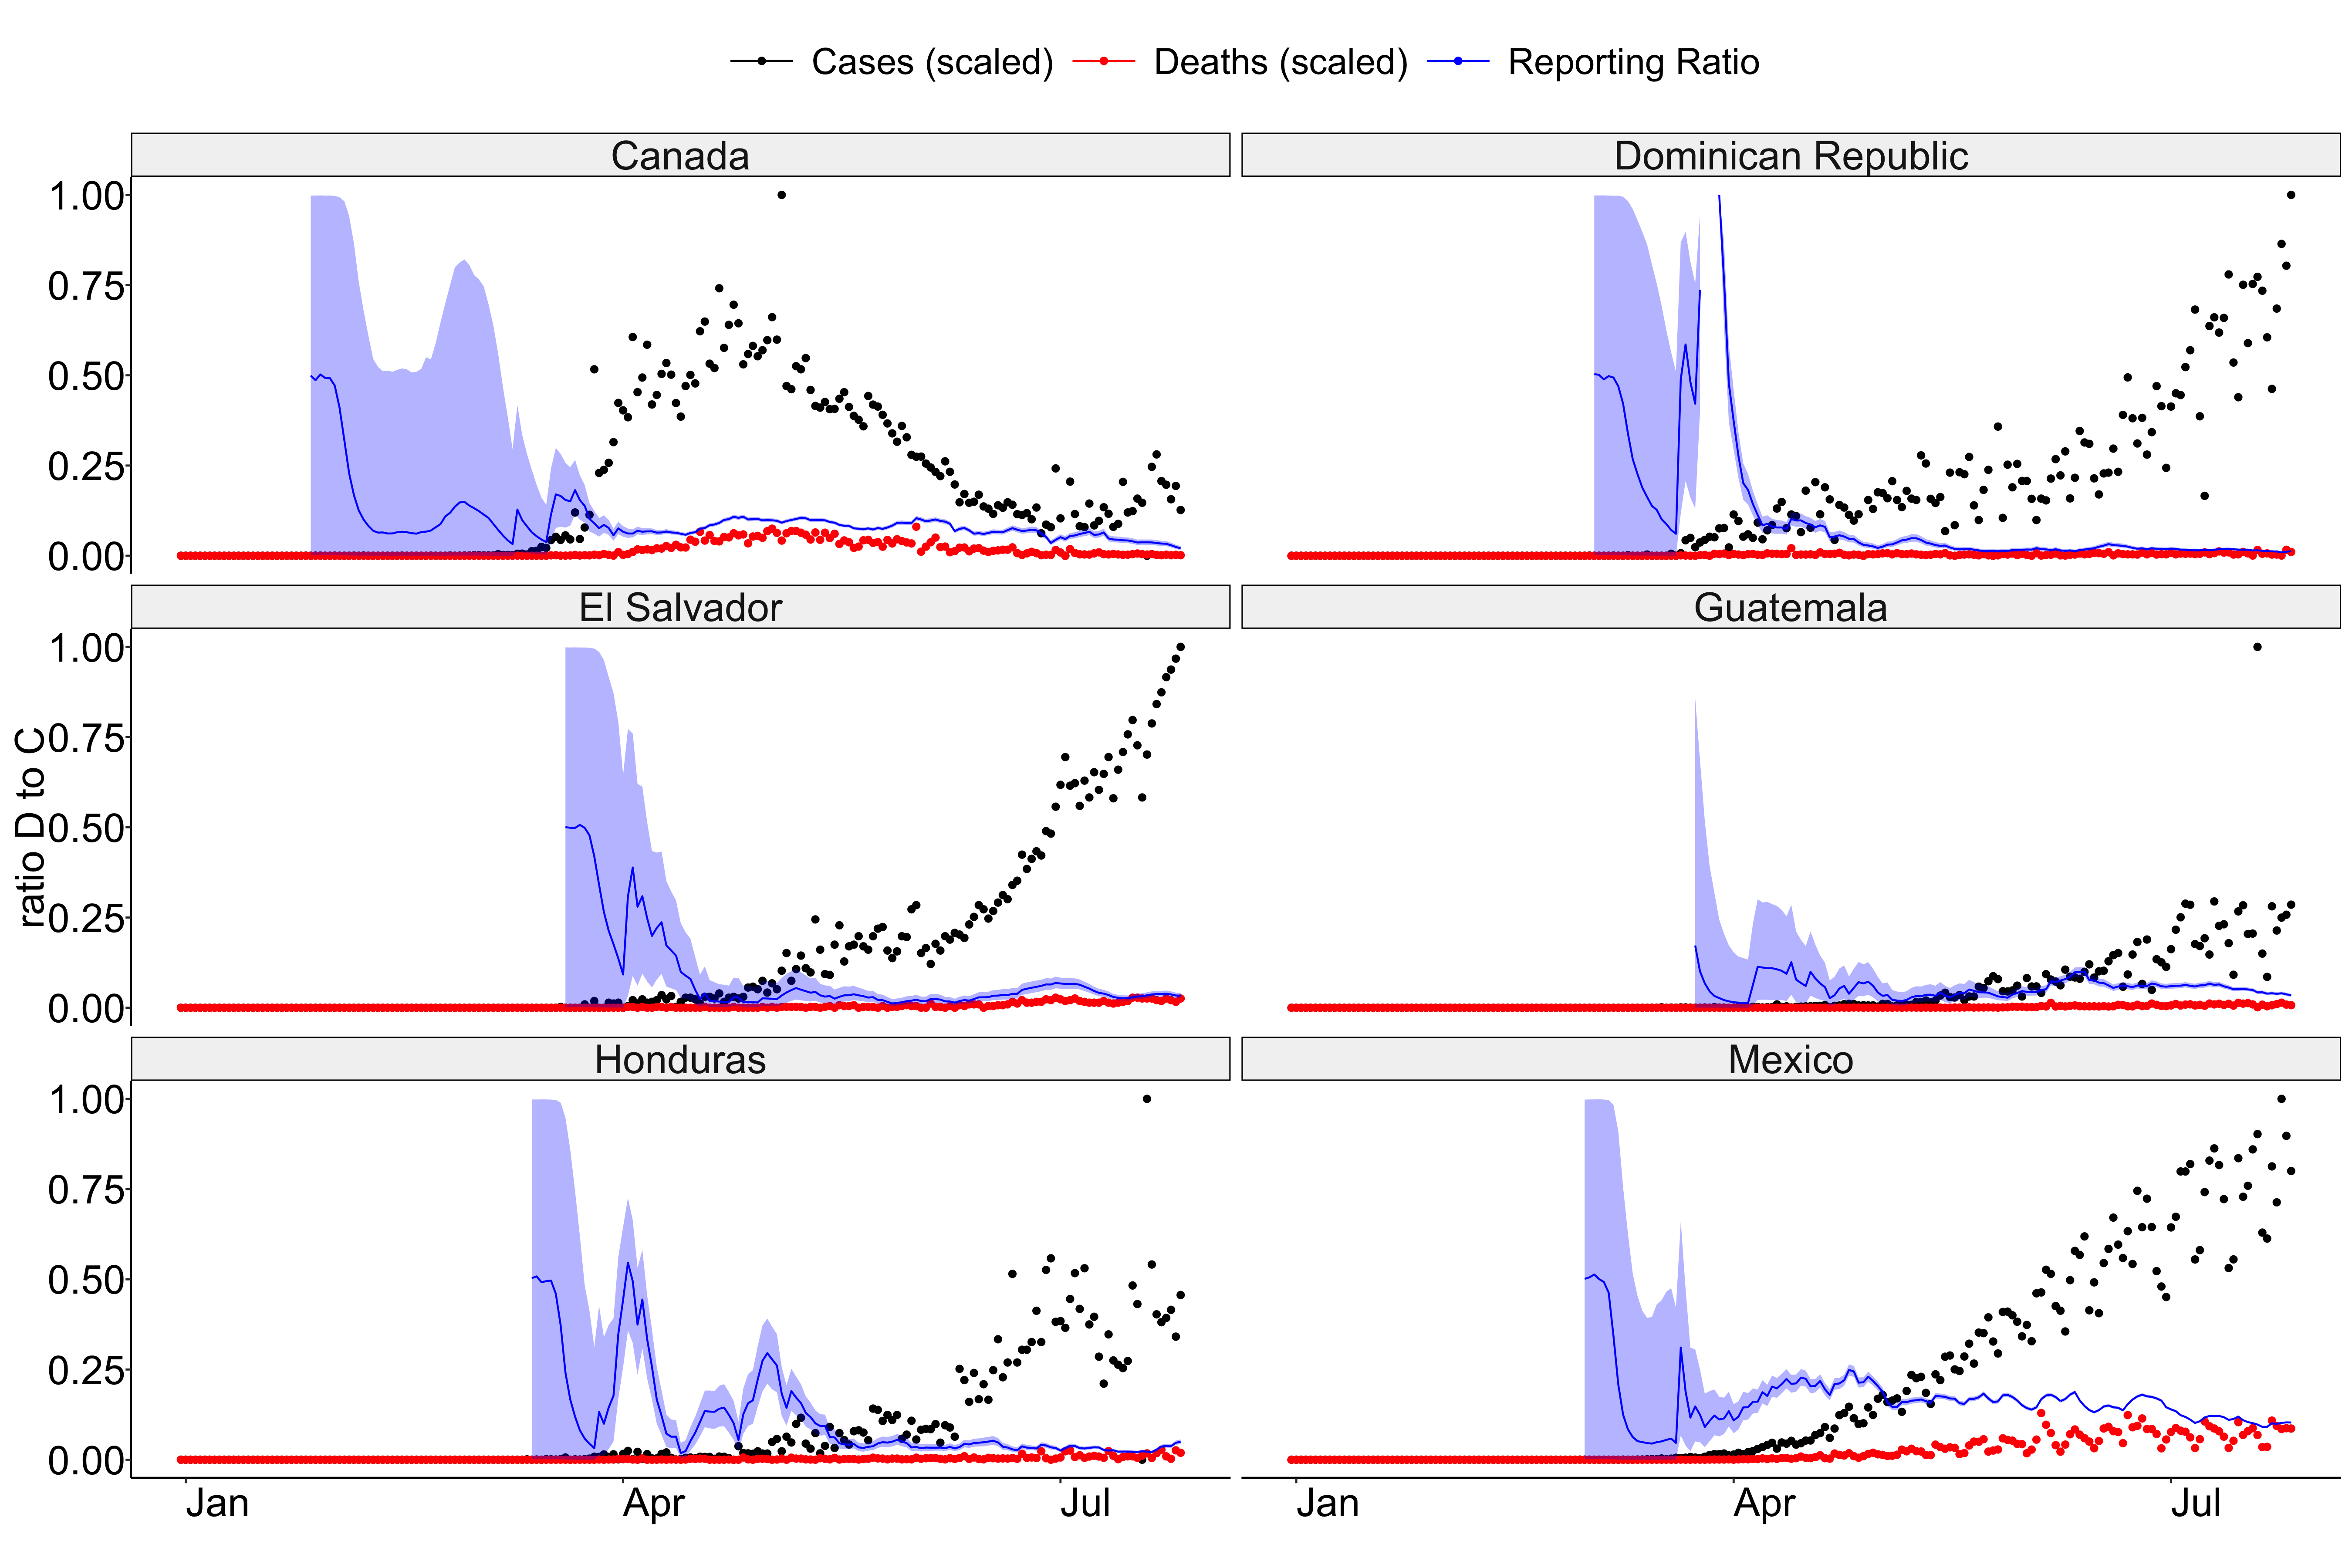 Cases (scaled) Deaths (scaled) Reporting Ratio
Canada Dominican Republic
1.00
0.75
0.50
0.25
0.00
El Salvador Guatemala
1.00
0.75
0.50
0.25
0.00
ratio D to C
Honduras Mexico
1.00
0.75
0.50
0.25
0.00
Jan Apr Jul Jan Apr Jul